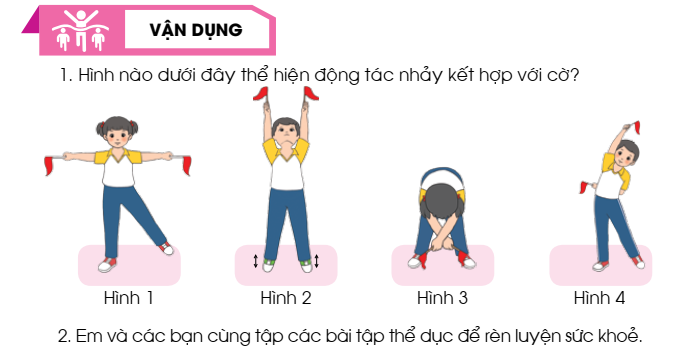 VẬN DỤNG
1. Hình nào dưới đây thể hiện động tác nhảy kết hợp với cờ?
Hình 1
Hình 2
Hình 3
Hình 4
2. Em và các bạn cùng tập các bài tập thể dục để rèn luyện sức khoẻ.